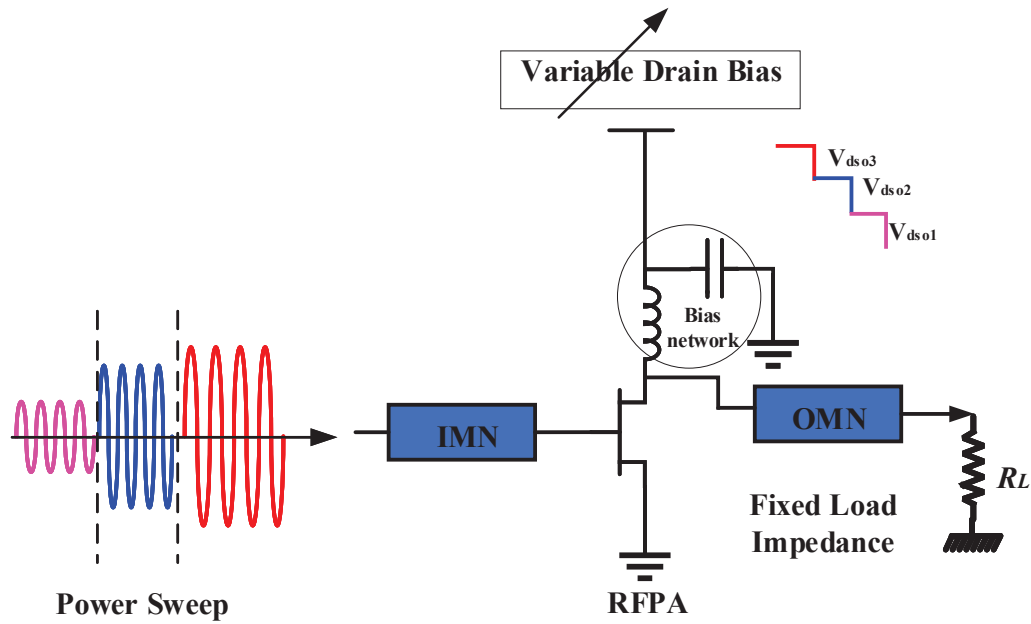 Variable Drain Bias
Vdso3
Vdso2
Vdso1
Bias
network
IMN
OMN
RL
Fixed Load
Impedance
Power Sweep
RFPA